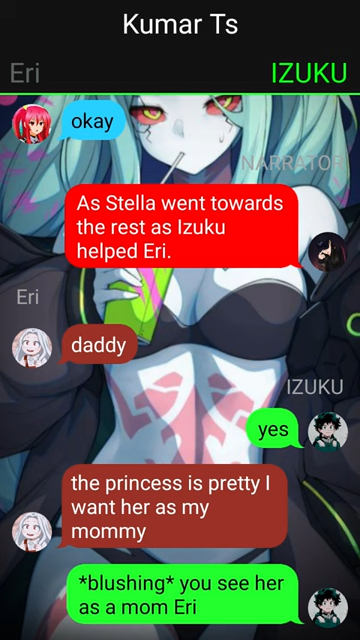 Kumar Ts
Eri
IZUKU
okay
NARRATOR
As Stella went towards
the rest as Izuku
helped Eri.
Eri
daddy
IZUKU
yes
the princess is pretty I
want her as my
mommy
*blushing* you see her
as a mom Eri